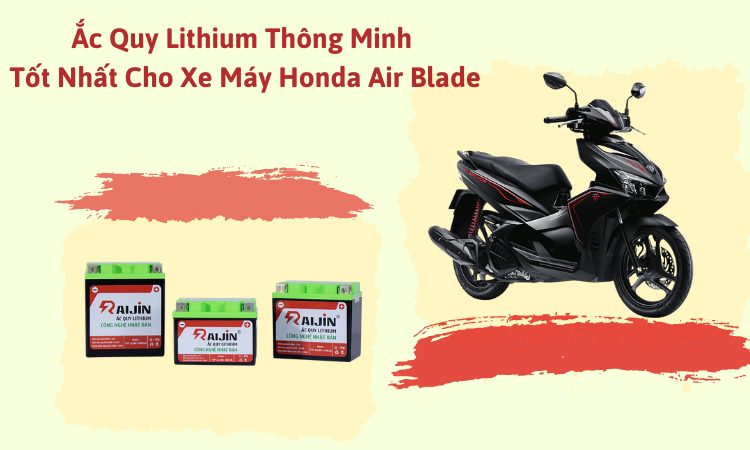 Ắc Quy Lithium Thông Minh
Tốt Nhất Cho Xe Máy Honda Air Blade
RAIJIN®
ẮC QUY LITHIUM
CÔNG NGHỆ NHẬT BẢN
RAIJIN®
ẮC QUY LITHIUM
CÔNG NGHỆ NHẬT BẢN
RAIJIN®
ẮC QUY LITHIUM
CÔNG NGHỆ NHẬT BẢN